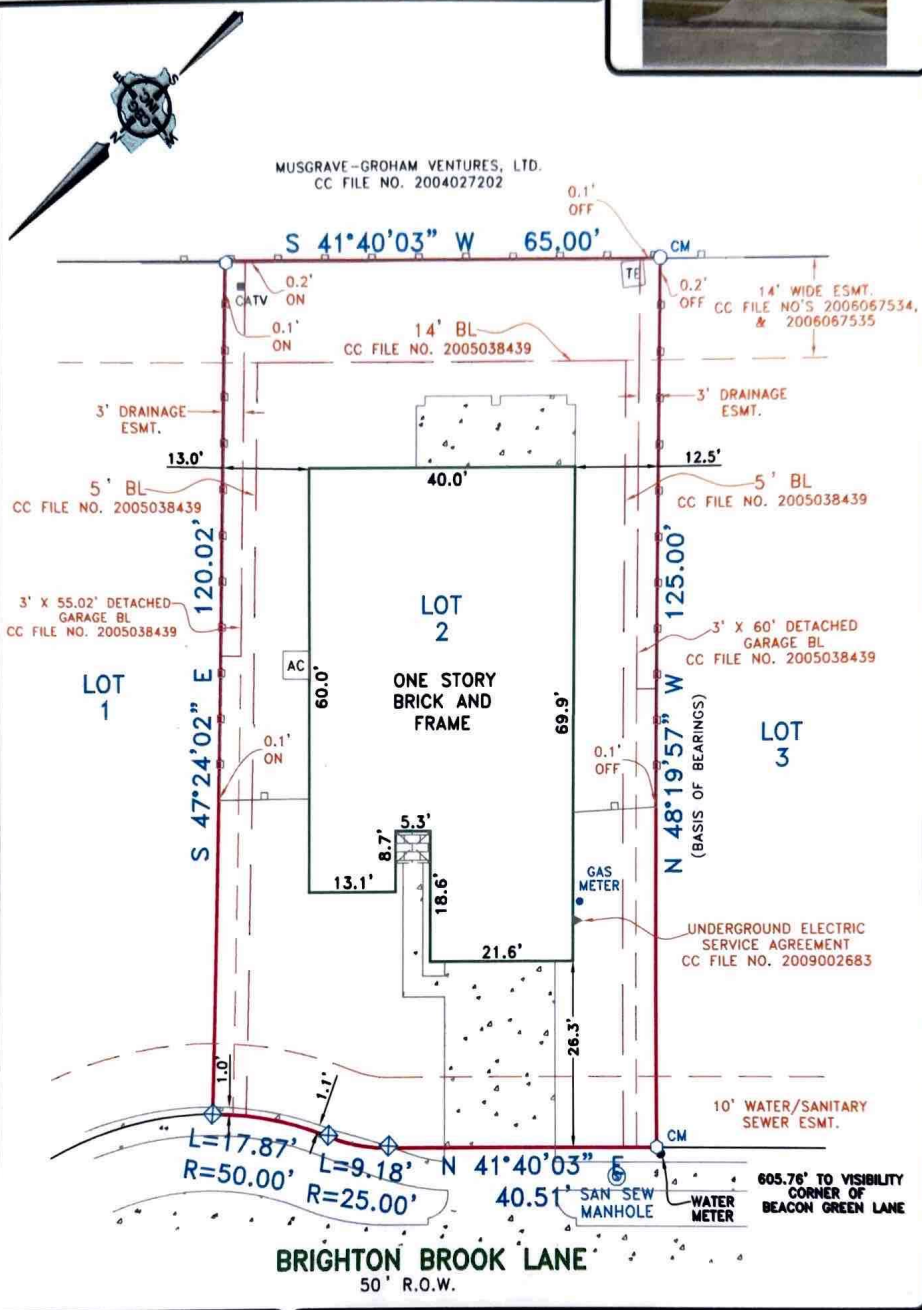 MUSGRAVE-GROHAM VENTURES, LTD.
CC FILE NO. 2004027202
0.1'
OFF
S 41°40'03" W 65.00'
CM
TE
CATV
0.2'
ON
0.1'
ON
0.2'
OFF
14' WIDE ESMT.
CC FILE NO'S 2006067534,
& 2006067535
14' BL
CC FILE NO. 2005038439
3' DRAINAGE
ESMT.
3' DRAINAGE
ESMT.
13.0'
40.0'
12.5'
5' BL
CC FILE NO. 2005038439
5' BL
CC FILE NO. 2005038439
S 47°24'02" E 120.02'
N 48°19'57" W 125.00'
(BASIS OF BEARINGS)
3' X 55.02' DETACHED
GARAGE BL
CC FILE NO. 2005038439
3' X 60' DETACHED
GARAGE BL
CC FILE NO. 2005038439
LOT
2
LOT
1
LOT
3
AC
60.0'
ONE STORY
BRICK AND
FRAME
69.9'
0.1'
ON
0.1'
OFF
5.3'
8.7'
13.1'
18.6'
21.6'
GAS
METER
UNDERGROUND ELECTRIC
SERVICE AGREEMENT
CC FILE NO. 2009002683
26.3'
1.0'
1.1'
10' WATER/SANITARY
SEWER ESMT.
CM
L=17.87'
R=50.00'
L=9.18'
R=25.00'
N 41°40'03" E
40.51'
SAN SEW
MANHOLE
WATER
METER
605.76' TO VISIBILITY
CORNER OF
BEACON GREEN LANE
BRIGHTON BROOK LANE
50' R.O.W.